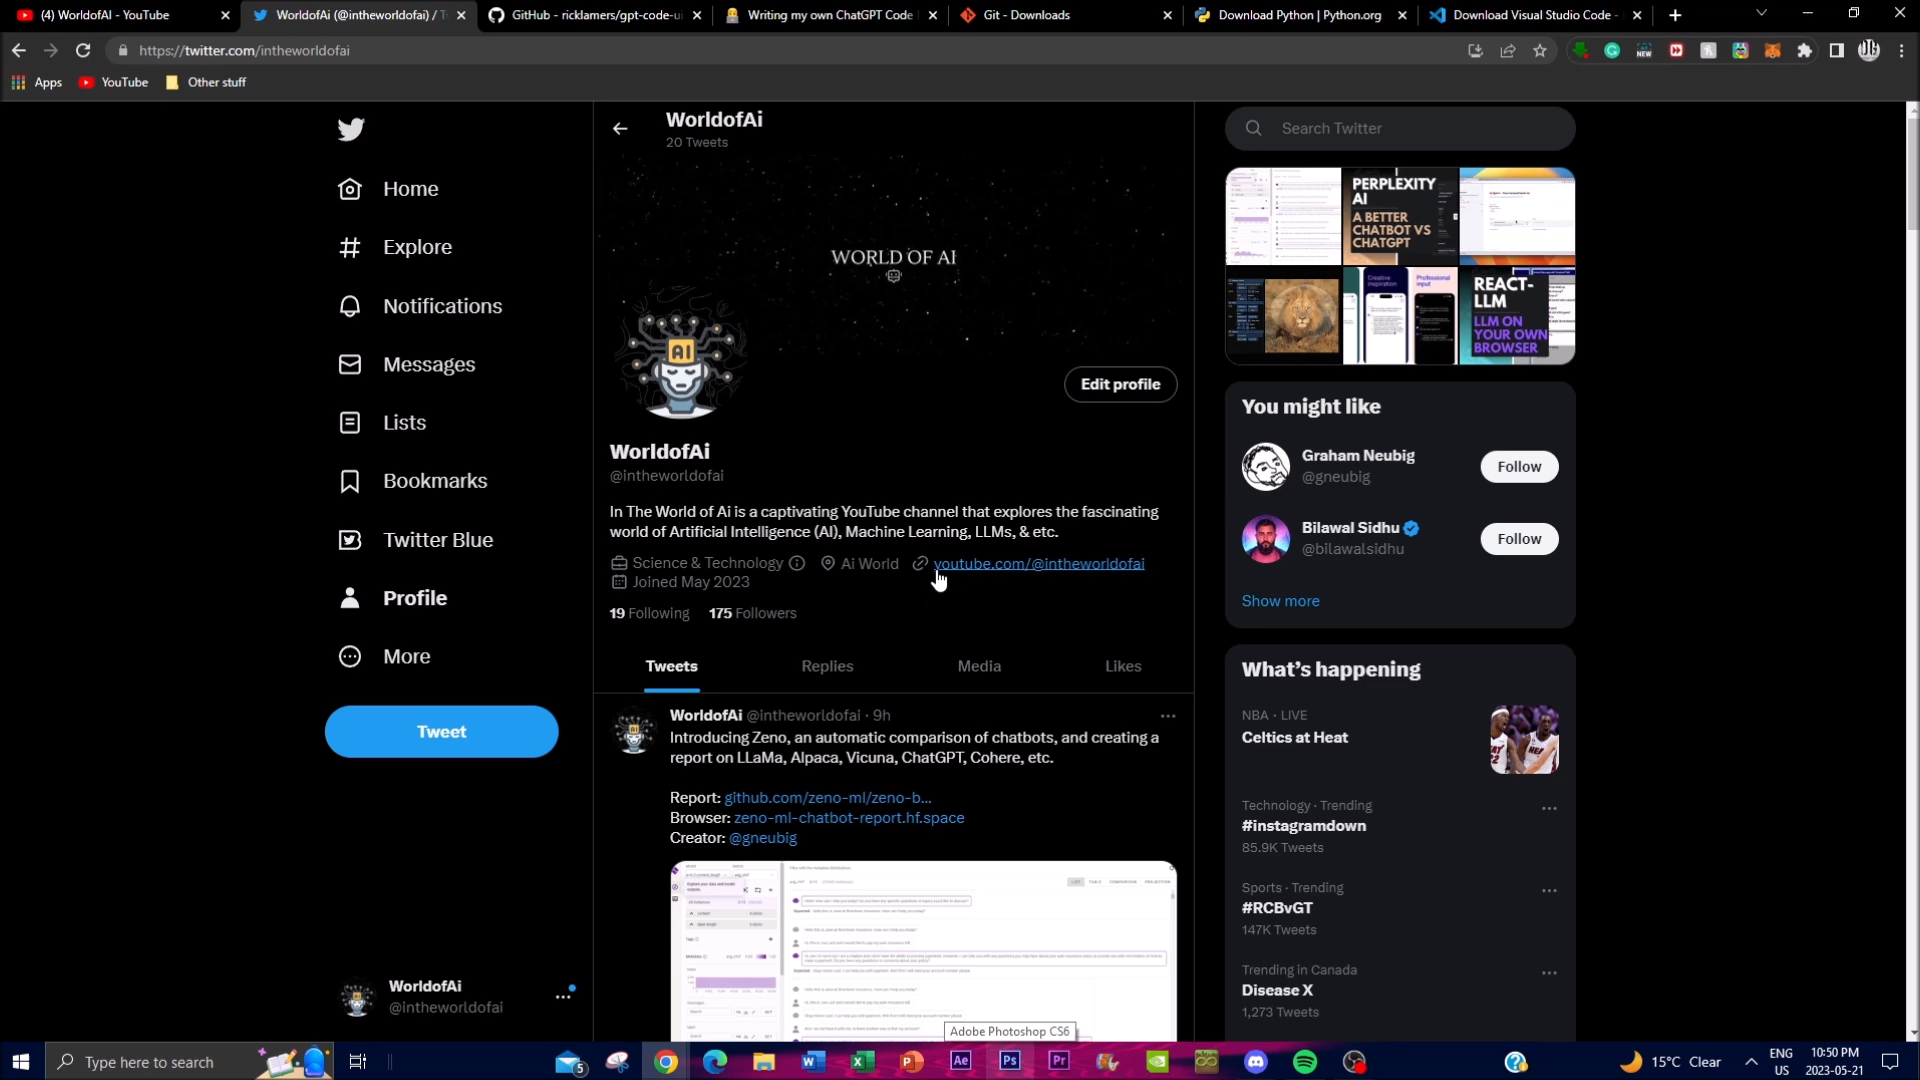 (4) WorldofAI - YouTube
WorldofAi (@intheworldofai) / T
GitHub - ricklamers/gpt-code-ui
Writing my own ChatGPT Code
Git - Downloads
Download Python | Python.org
Download Visual Studio Code -
https://twitter.com/intheworldofai
Apps
YouTube
Other stuff
Home
Explore
Notifications
Messages
Lists
Bookmarks
Twitter Blue
Profile
More
Tweet
WorldofAi
@intheworldofai
WorldofAi
20 Tweets
WORLD OF AI
AI
Edit profile
WorldofAi
@intheworldofai
In The World of Ai is a captivating YouTube channel that explores the fascinating
world of Artificial Intelligence (AI), Machine Learning, LLMs, & etc.
Science & Technology Ai World youtube.com/@intheworldofai
Joined May 2023
19 Following 175 Followers
Tweets Replies Media Likes
WorldofAi @intheworldofai · 9h
Introducing Zeno, an automatic comparison of chatbots, and creating a
report on LLaMa, Alpaca, Vicuna, ChatGPT, Cohere, etc.
Report: github.com/zeno-ml/zeno-b...
Browser: zeno-ml-chatbot-report.hf.space
Creator: @gneubig
Adobe Photoshop CS6
Search Twitter
PERPLEXITY
AI
A BETTER
CHATBOT VS
CHATGPT
Creative
inspiration
Professional
input
REACT-
LLM
LLM ON
YOUR OWN
BROWSER
You might like
Graham Neubig
@gneubig
Follow
Bilawal Sidhu
@bilawalsidhu
Follow
Show more
What's happening
NBA · LIVE
Celtics at Heat
Technology · Trending
#instagramdown
85.9K Tweets
Sports · Trending
#RCBvGT
147K Tweets
Trending in Canada
Disease X
1,273 Tweets
Type here to search
5
Ae
Ps
Pr
15°C Clear
ENG
US
10:50 PM
2023-05-21